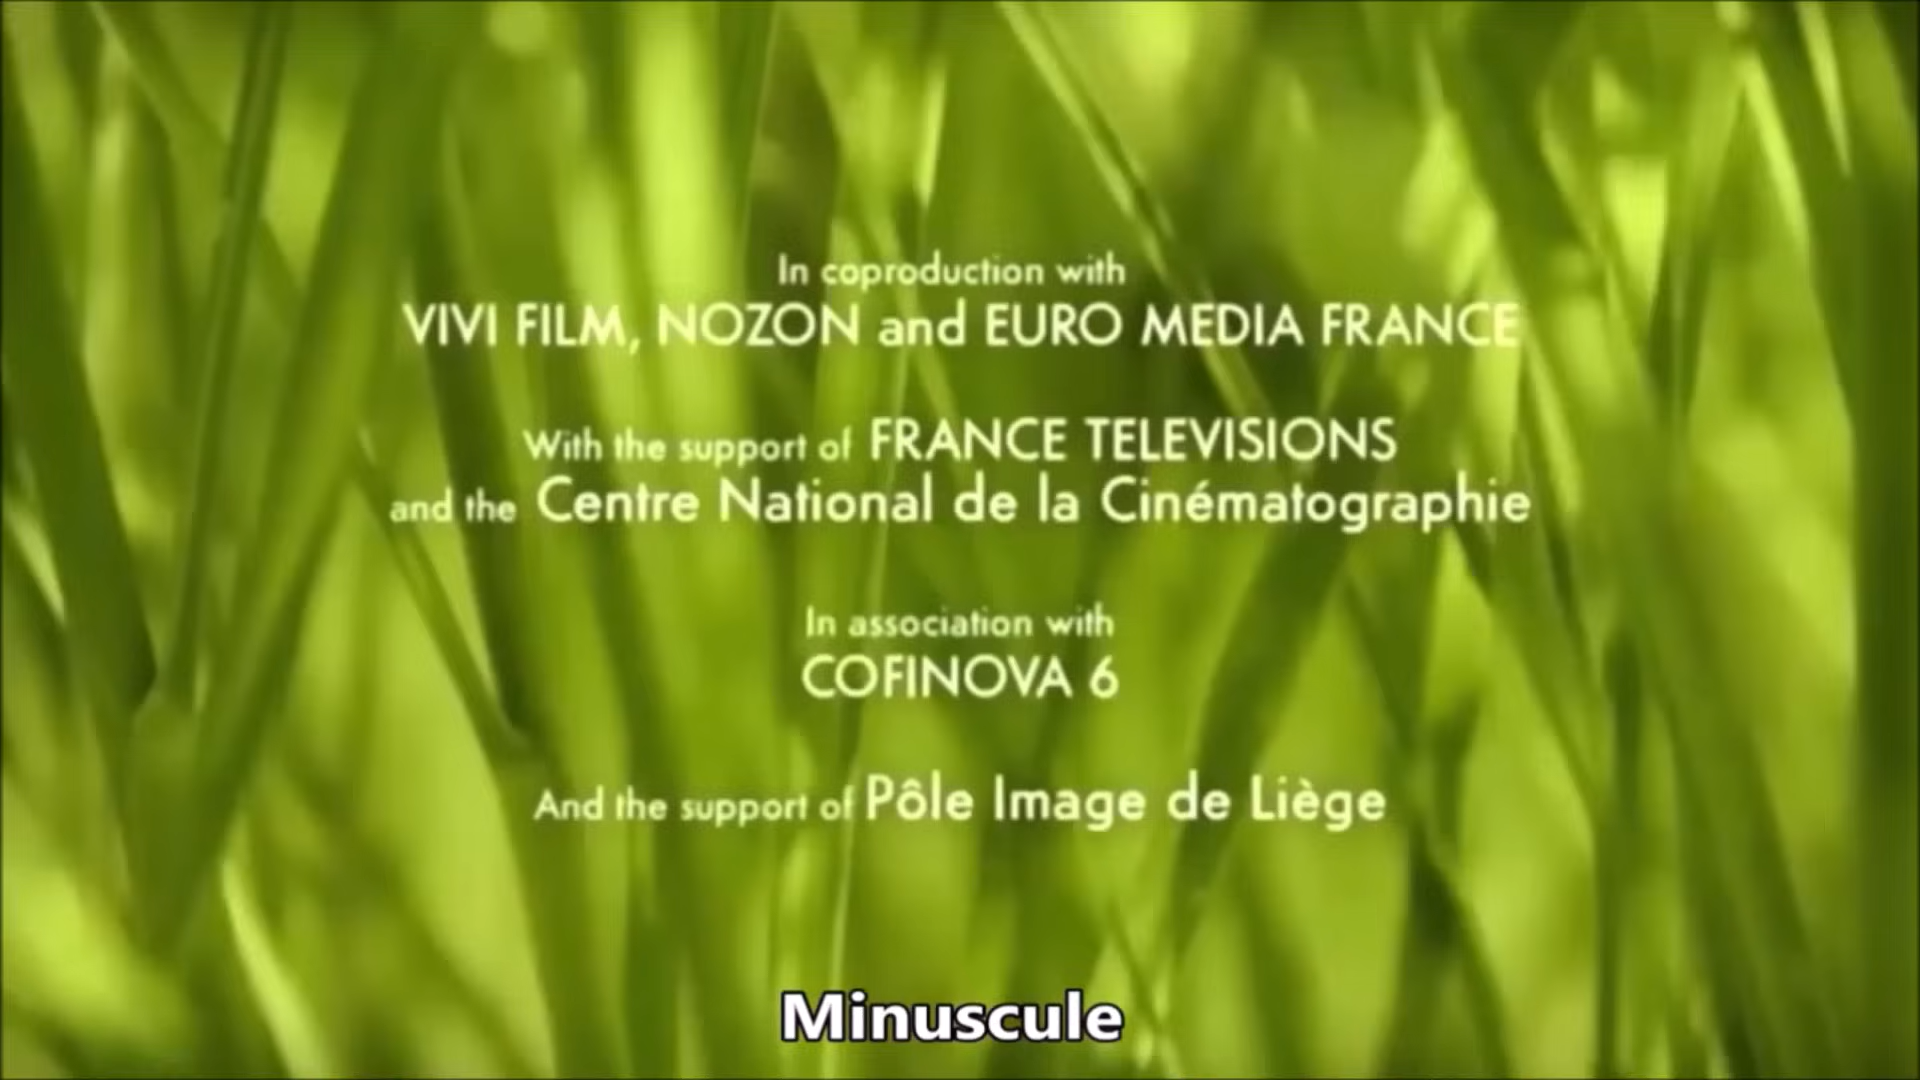 In coproduction with
VIVI FILM, NOZON and EURO MEDIA FRANCE
With the support of FRANCE TELEVISIONS
and the Centre National de la Cinématographie
In association with
COFINOVA 6
And the support of Pôle Image de Liège
Minuscule